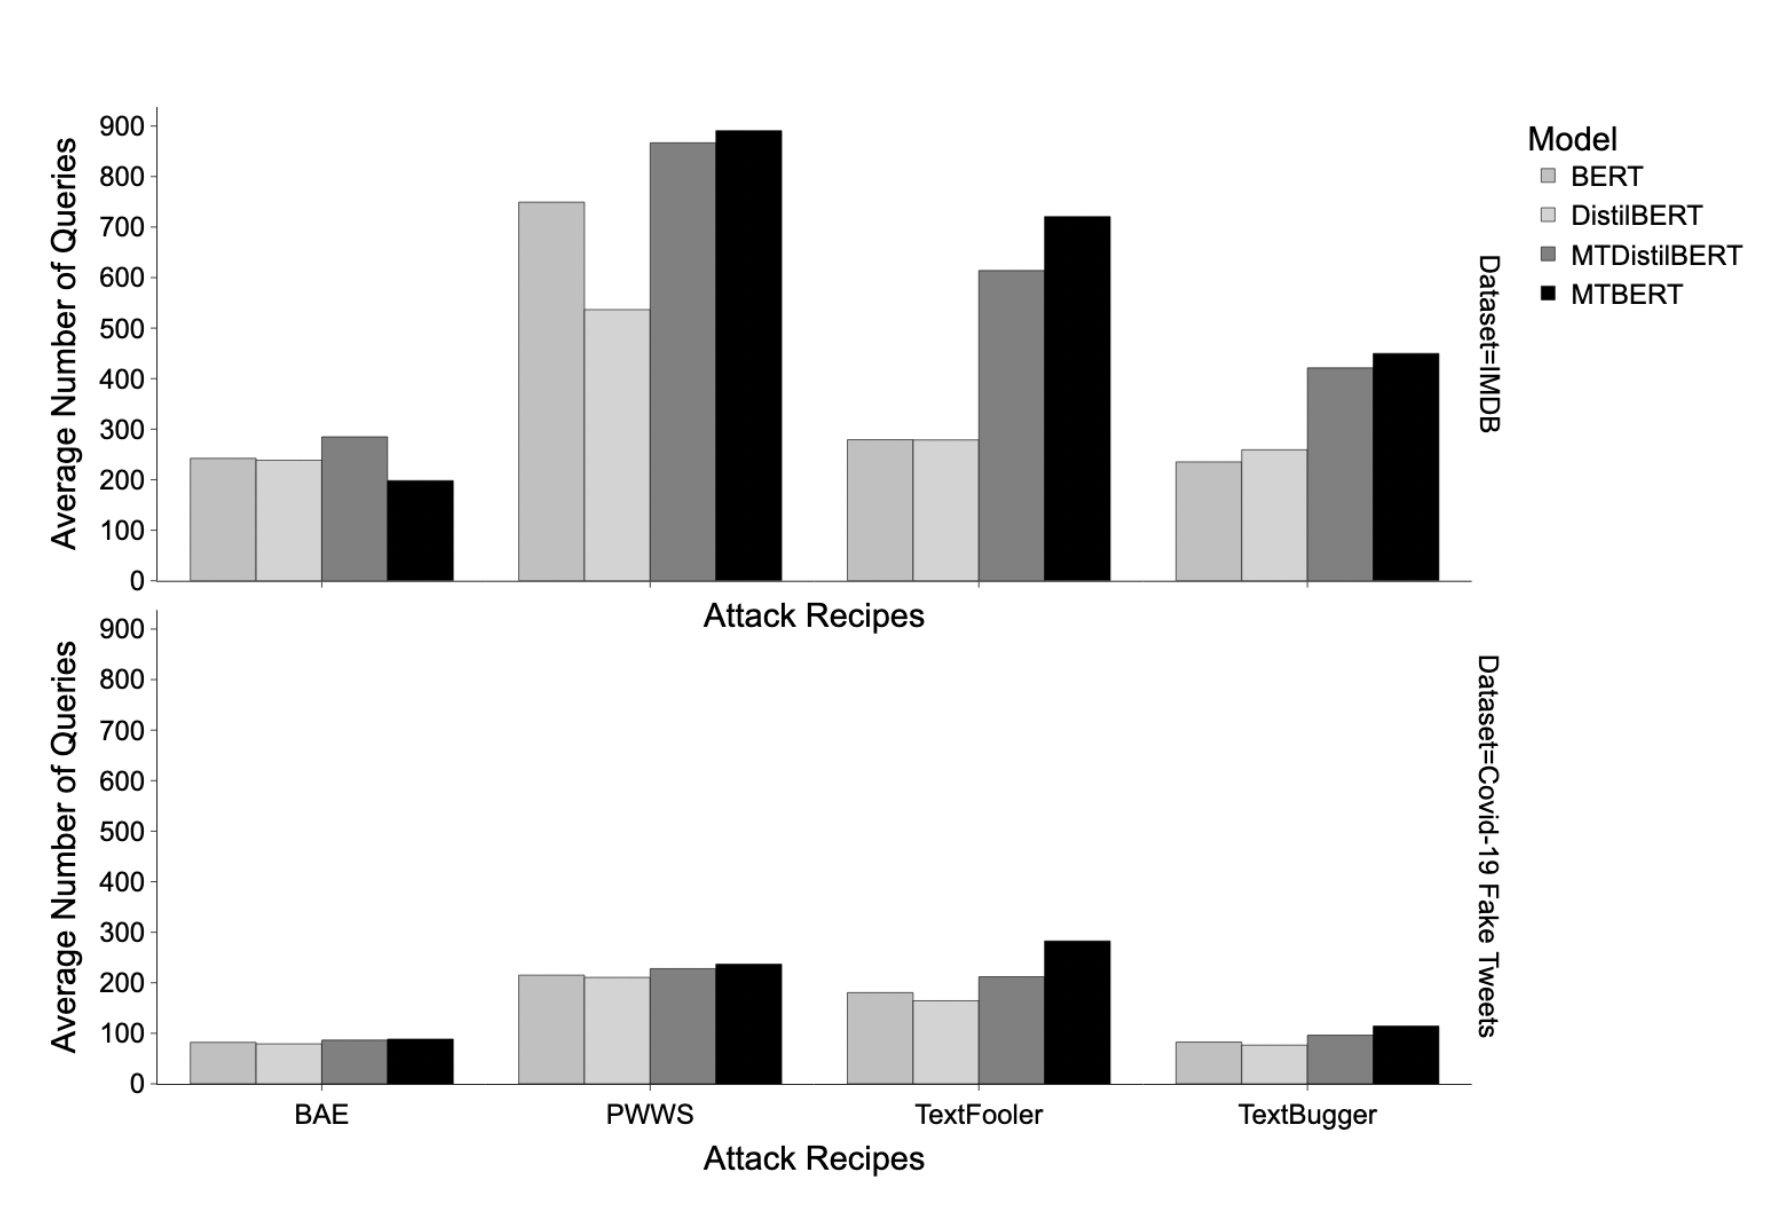 900
800
700
600
500
400
300
200
100
0
Average Number of Queries
Attack Recipes
Dataset=IMDB
Model
BERT
DistilBERT
MTDistilBERT
MTBERT
900
800
700
600
500
400
300
200
100
0
Average Number of Queries
BAE PWWS TextFooler TextBugger
Attack Recipes
Dataset=Covid-19 Fake Tweets